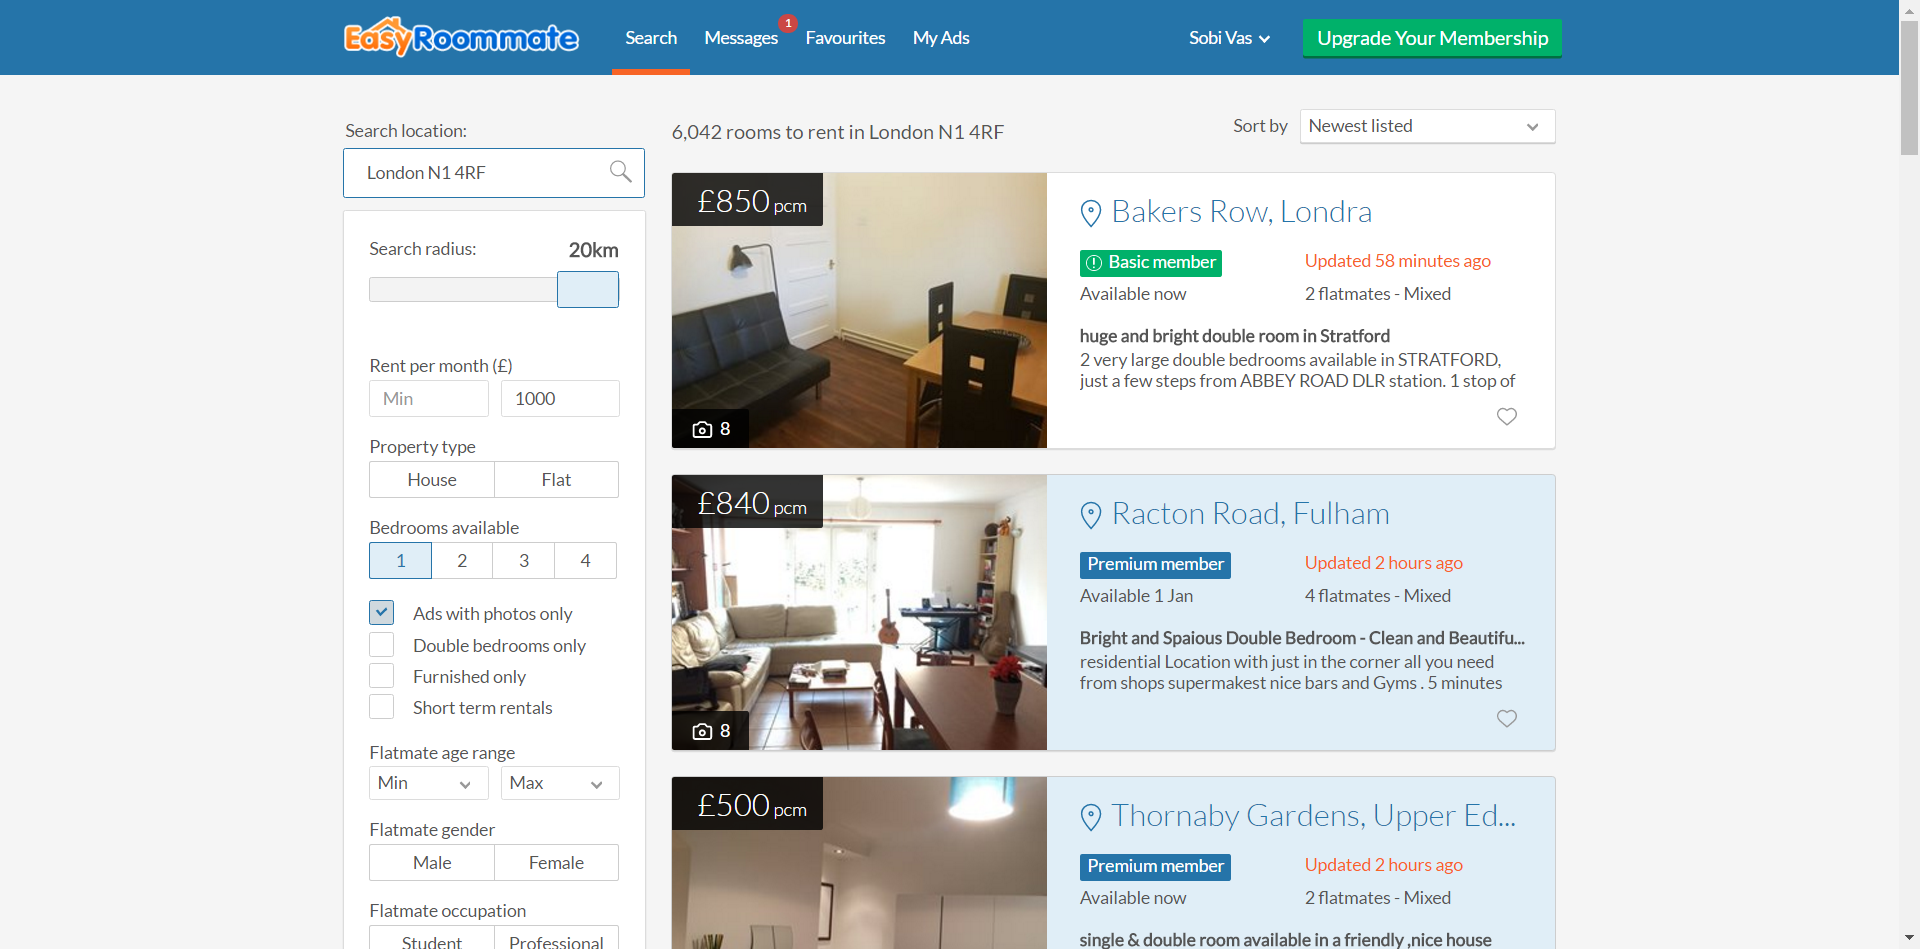 EasyRoommate
Search
Messages
1
Favourites
My Ads
Sobi Vas
Upgrade Your Membership
Search location:
London N1 4RF
Search radius:
20km
Rent per month (£)
Min
1000
Property type
House
Flat
Bedrooms available
1
2
3
4
Ads with photos only
Double bedrooms only
Furnished only
Short term rentals
Flatmate age range
Min
Max
Flatmate gender
Male
Female
Flatmate occupation
Student
Professional
6,042 rooms to rent in London N1 4RF
Sort by
Newest listed
£850 pcm
8
Bakers Row, Londra
Basic member
Updated 58 minutes ago
Available now
2 flatmates - Mixed
huge and bright double room in Stratford
2 very large double bedrooms available in STRATFORD,
just a few steps from ABBEY ROAD DLR station. 1 stop of
£840 pcm
8
Racton Road, Fulham
Premium member
Updated 2 hours ago
Available 1 Jan
4 flatmates - Mixed
Bright and Spaious Double Bedroom - Clean and Beautifu...
residential Location with just in the corner all you need
from shops supermakest nice bars and Gyms . 5 minutes
£500 pcm
Thornaby Gardens, Upper Ed...
Premium member
Updated 2 hours ago
Available now
2 flatmates - Mixed
single & double room available in a friendly ,nice house